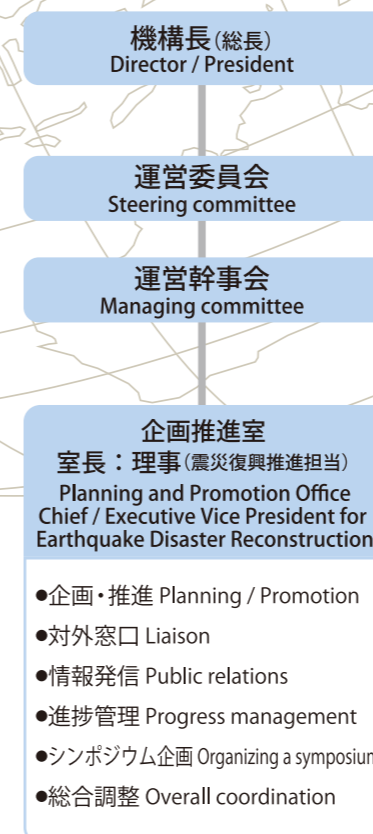 機構長(総長)
Director / President
運営委員会
Steering committee
運営幹事会
Managing committee
企画推進室
室長：理事(震災復興推進担当)
Planning and Promotion Office
Chief / Executive Vice President for
Earthquake Disaster Reconstruction
●企画・推進 Planning / Promotion
●対外窓口 Liaison
●情報発信 Public relations
●進捗管理 Progress management
●シンポジウム企画 Organizing a symposium
●総合調整 Overall coordination